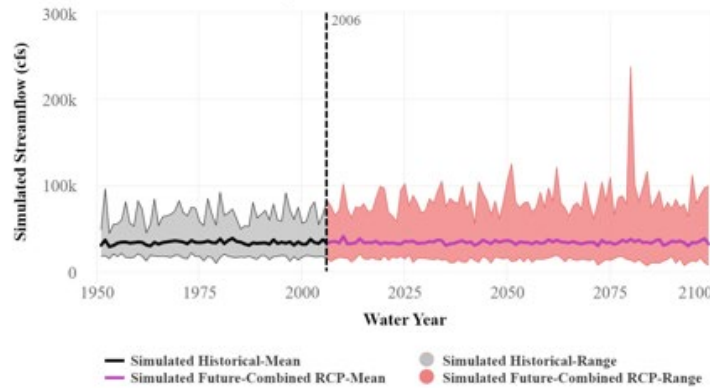 300k
2006
200k
100k
0
Simulated Streamflow (cfs)
1950
1975
2000
2025
2050
2075
2100
Water Year
Simulated Historical-Mean
Simulated Historical-Range
Simulated Future-Combined RCP-Mean
Simulated Future-Combined RCP-Range